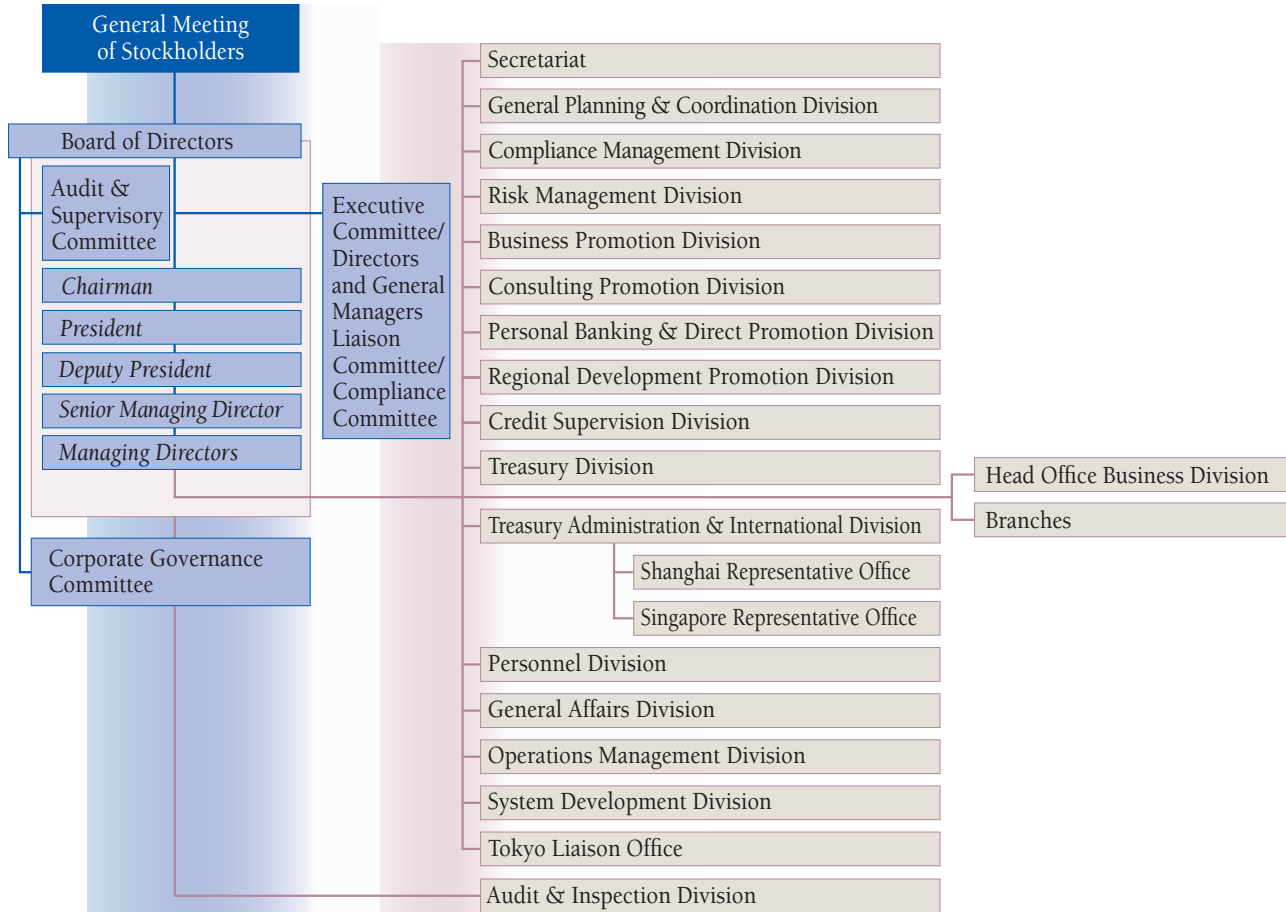 General Meeting
of Stockholders
Board of Directors
Audit &
Supervisory
Committee
Chairman
President
Deputy President
Senior Managing Director
Managing Directors
Corporate Governance
Committee
Executive
Committee/
Directors
and General
Managers
Liaison
Committee/
Compliance
Committee
Secretariat
General Planning & Coordination Division
Compliance Management Division
Risk Management Division
Business Promotion Division
Consulting Promotion Division
Personal Banking & Direct Promotion Division
Regional Development Promotion Division
Credit Supervision Division
Treasury Division
Treasury Administration & International Division
Shanghai Representative Office
Singapore Representative Office
Personnel Division
General Affairs Division
Operations Management Division
System Development Division
Tokyo Liaison Office
Audit & Inspection Division
Head Office Business Division
Branches